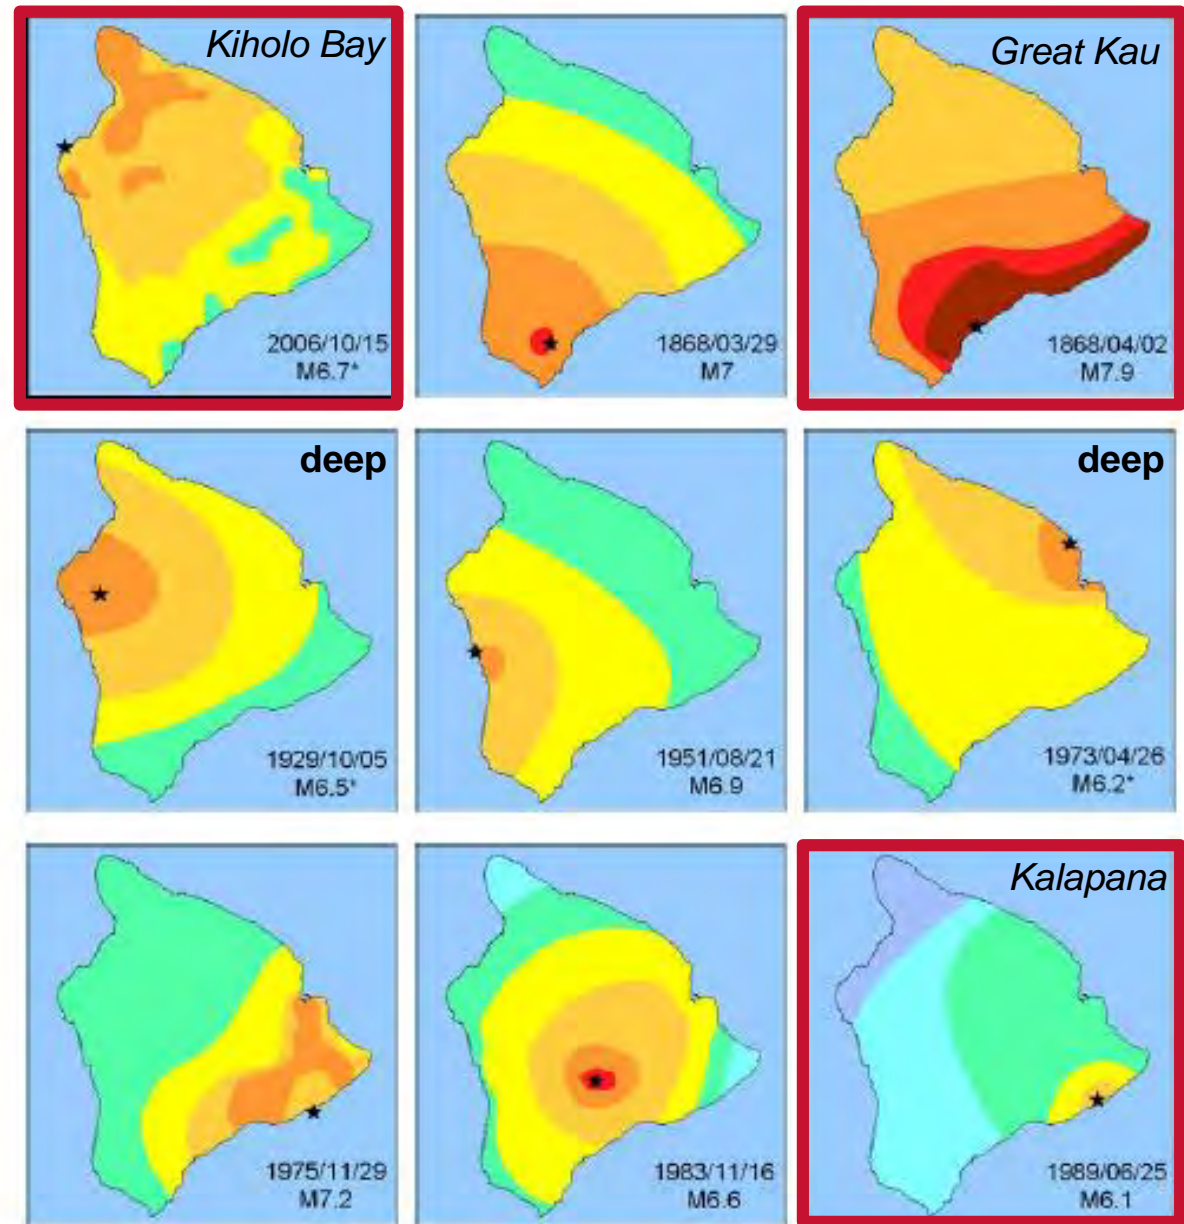 Kiholo Bay
2006/10/15
M6.7*
1868/03/29
M7
Great Kau
1868/04/02
M7.9
deep
1929/10/05
M6.5*
1951/08/21
M6.9
deep
1973/04/26
M6.2*
1975/11/29
M7.2
1983/11/16
M6.6
Kalapana
1989/06/25
M6.1